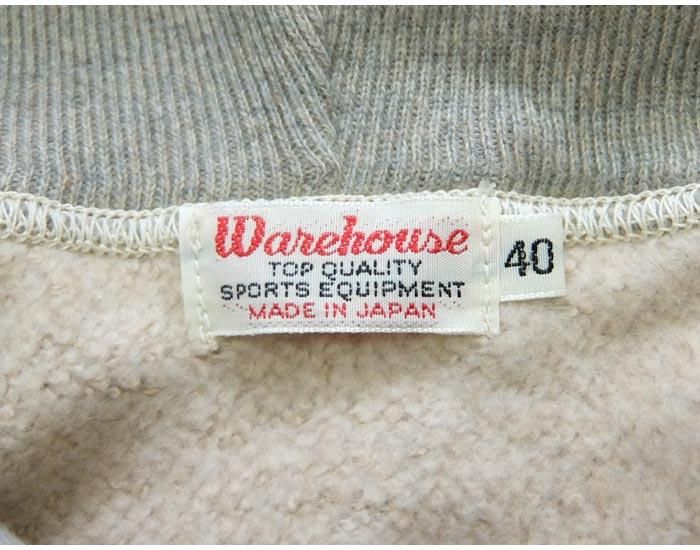 Warehouse
TOP QUALITY
SPORTS EQUIPMENT
MADE IN JAPAN
40